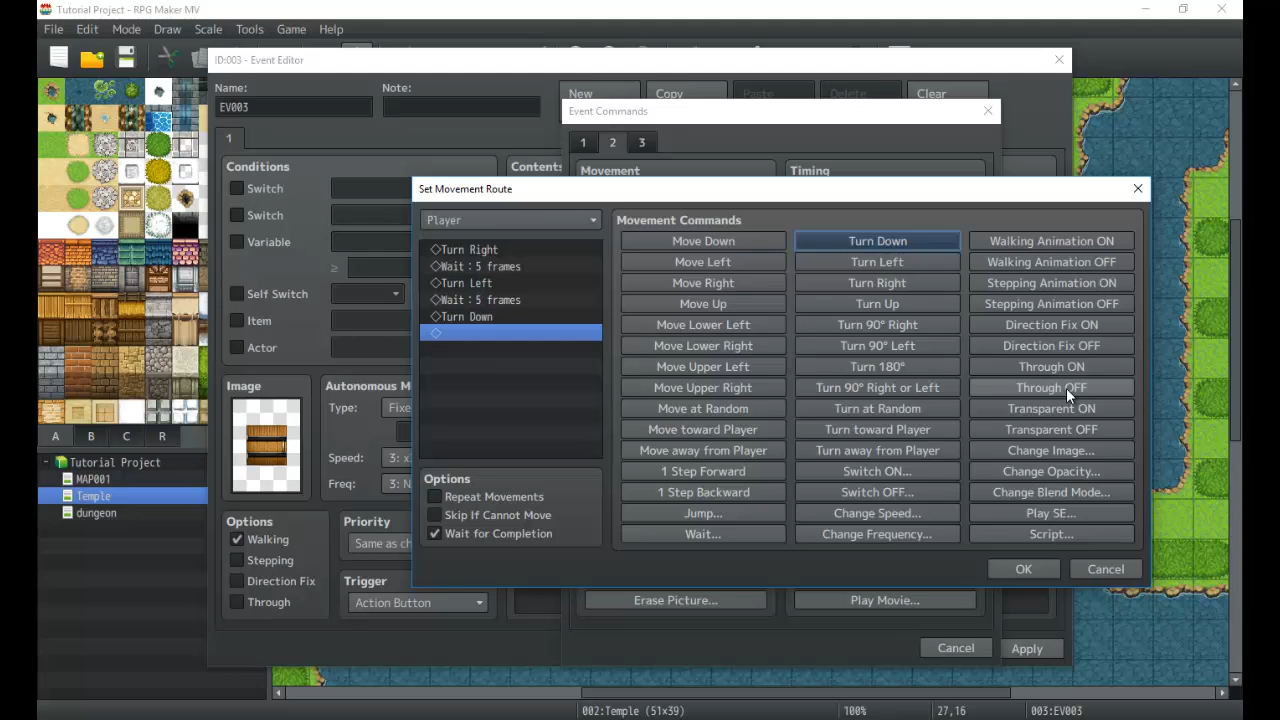 Tutorial Project - RPG Maker MV
File Edit Mode Draw Scale Tools Game Help
ID:003 - Event Editor
Name:
Note:
EV003
New
Copy
Paste
Delete
Clear
Event Commands
1
1
2
3
Conditions
Contents
Movement
Timing
Switch
Switch
Variable
≥
Self Switch
Item
Actor
Image
Autonomous M
Type:
Fixe
Speed:
3: x
Freq:
3: N
Options
Walking
Stepping
Direction Fix
Through
Priority
Same as ch
Trigger
Action Button
Set Movement Route
Player
◇Turn Right
◇Wait:5 frames
◇Turn Left
◇Wait:5 frames
◇Turn Down
◇
Options
Repeat Movements
Skip If Cannot Move
Wait for Completion
Movement Commands
Move Down
Move Left
Move Right
Move Up
Move Lower Left
Move Lower Right
Move Upper Left
Move Upper Right
Move at Random
Move toward Player
Move away from Player
1 Step Forward
1 Step Backward
Jump...
Wait...
Turn Down
Turn Left
Turn Right
Turn Up
Turn 90° Right
Turn 90° Left
Turn 180°
Turn 90° Right or Left
Turn at Random
Turn toward Player
Turn away from Player
Switch ON...
Switch OFF...
Change Speed...
Change Frequency...
Walking Animation ON
Walking Animation OFF
Stepping Animation ON
Stepping Animation OFF
Direction Fix ON
Direction Fix OFF
Through ON
Through OFF
Transparent ON
Transparent OFF
Change Image...
Change Opacity...
Change Blend Mode...
Play SE...
Script...
OK
Cancel
Erase Picture...
Play Movie...
Cancel
Apply
A B C R
Tutorial Project
MAP001
Temple
dungeon
002:Temple (51x39)
100%
27,16
003:EV003